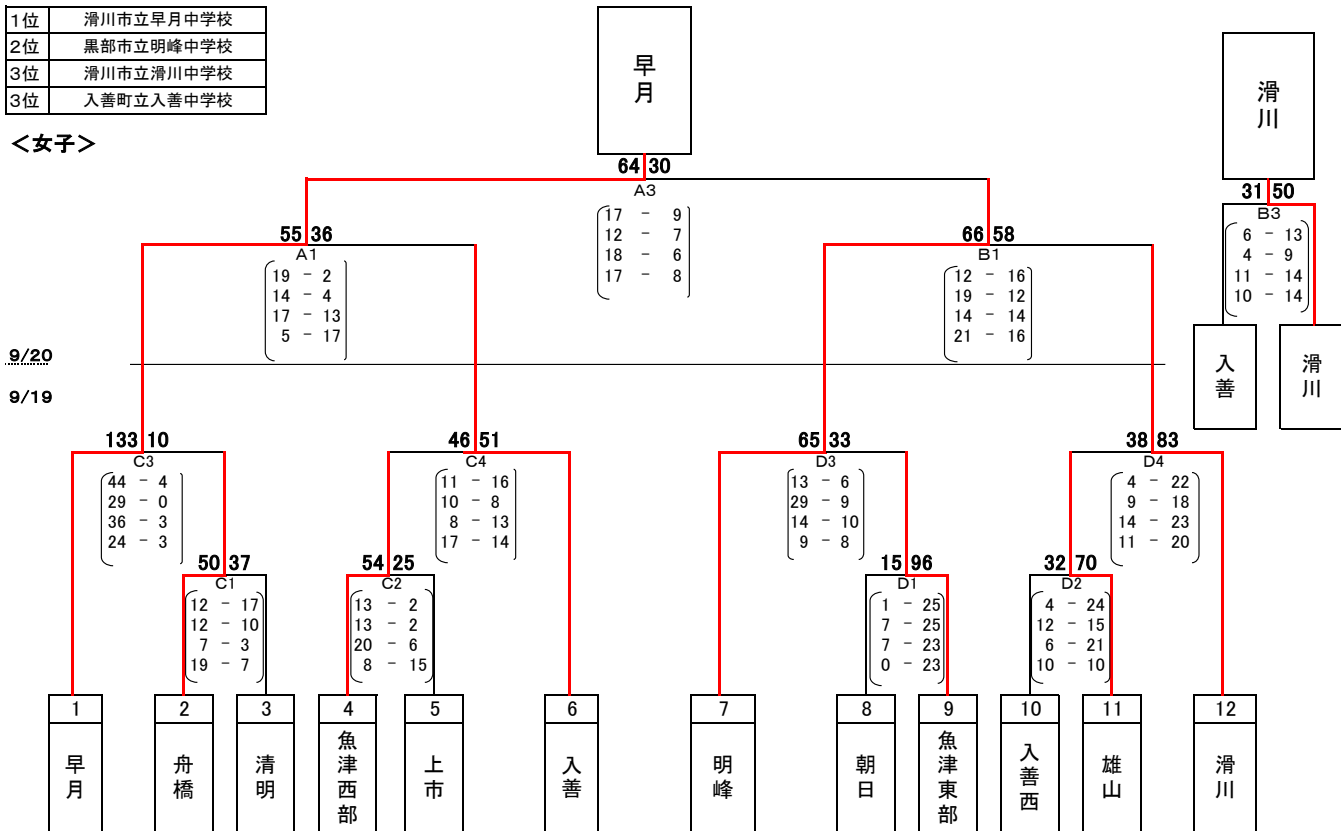 1位 滑川市立早月中学校
2位 黒部市立明峰中学校
3位 滑川市立滑川中学校
3位 入善町立入善中学校
＜女子＞
早月
滑川
64 30
A3
17 - 9
12 - 7
18 - 6
17 - 8
31 50
B3
6 - 13
4 - 9
11 - 14
10 - 14
入善
滑川
55 36
A1
19 - 2
14 - 4
17 - 13
5 - 17
66 58
B1
12 - 16
19 - 12
14 - 14
21 - 16
9/20
9/19
133 10
C3
44 - 4
29 - 0
36 - 3
24 - 3
46 51
C4
11 - 16
10 - 8
8 - 13
17 - 14
65 33
D3
13 - 6
29 - 9
14 - 10
9 - 8
38 83
D4
4 - 22
9 - 18
14 - 23
11 - 20
50 37
C1
12 - 17
12 - 10
7 - 3
19 - 7
54 25
C2
13 - 2
13 - 2
20 - 6
8 - 15
15 96
D1
1 - 25
7 - 25
7 - 23
0 - 23
32 70
D2
4 - 24
12 - 15
6 - 21
10 - 10
1 2 3 4 5 6 7 8 9 10 11 12
早月
舟橋
清明
魚津西部
上市
入善
明峰
朝日
魚津東部
入善西
雄山
滑川